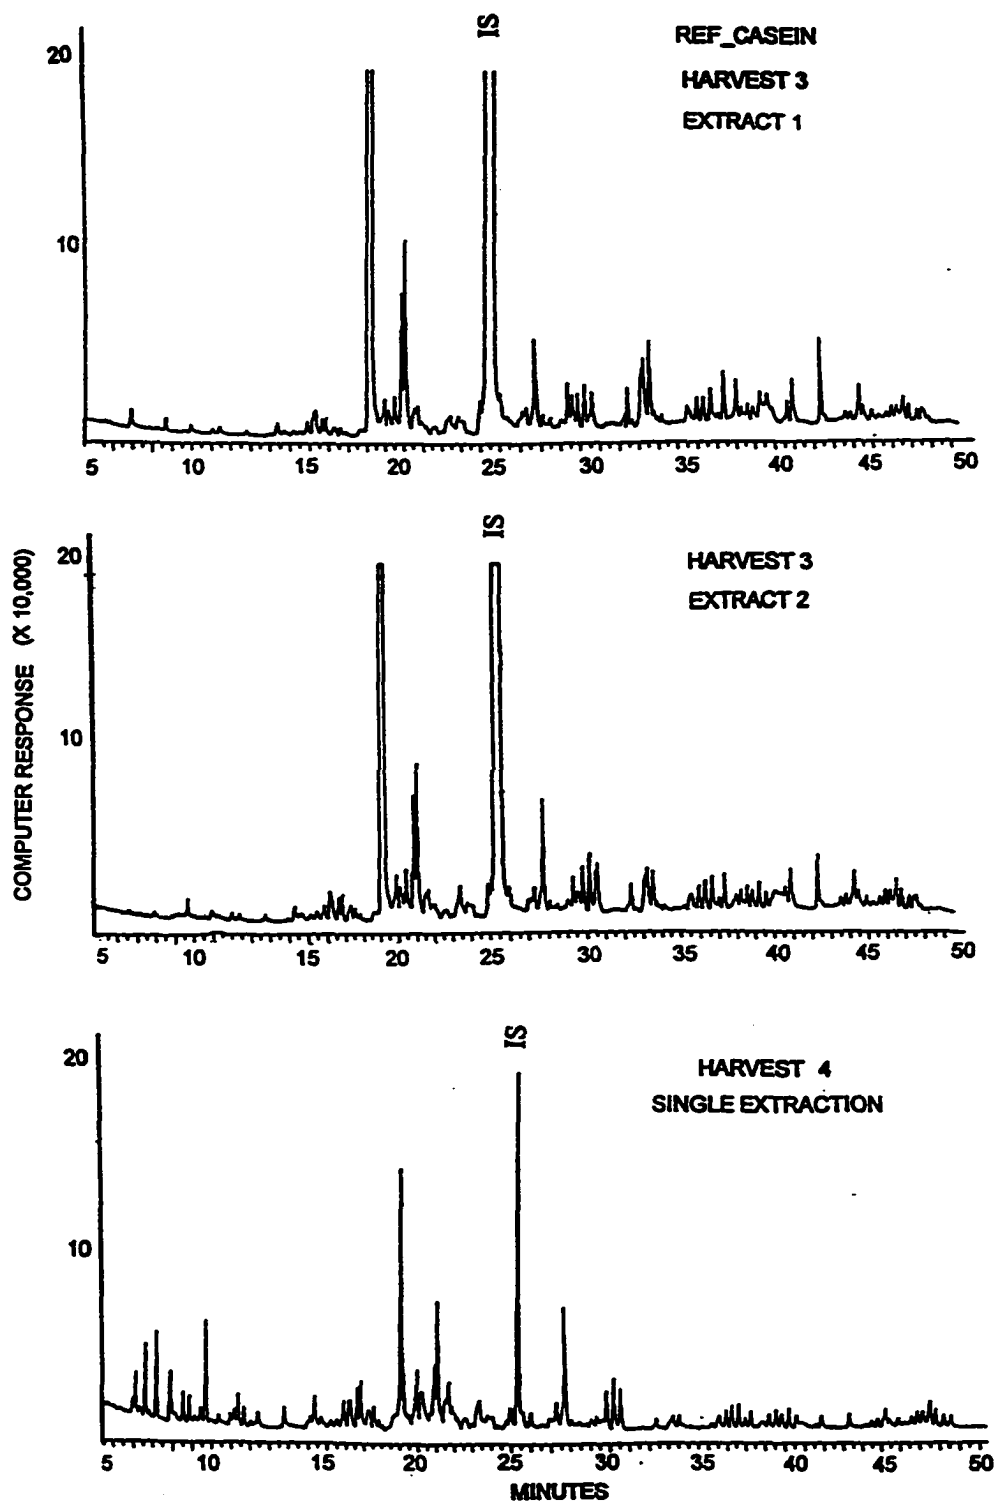 IS
REF_CASEIN
HARVEST 3
EXTRACT 1
20
10
5 10 15 20 25 30 35 40 45 50
COMPUTER RESPONSE (X 10,000)
IS
HARVEST 3
EXTRACT 2
20
10
5 10 15 20 25 30 35 40 45 50
IS
HARVEST 4
SINGLE EXTRACTION
20
10
5 10 15 20 25 30 35 40 45 50
MINUTES